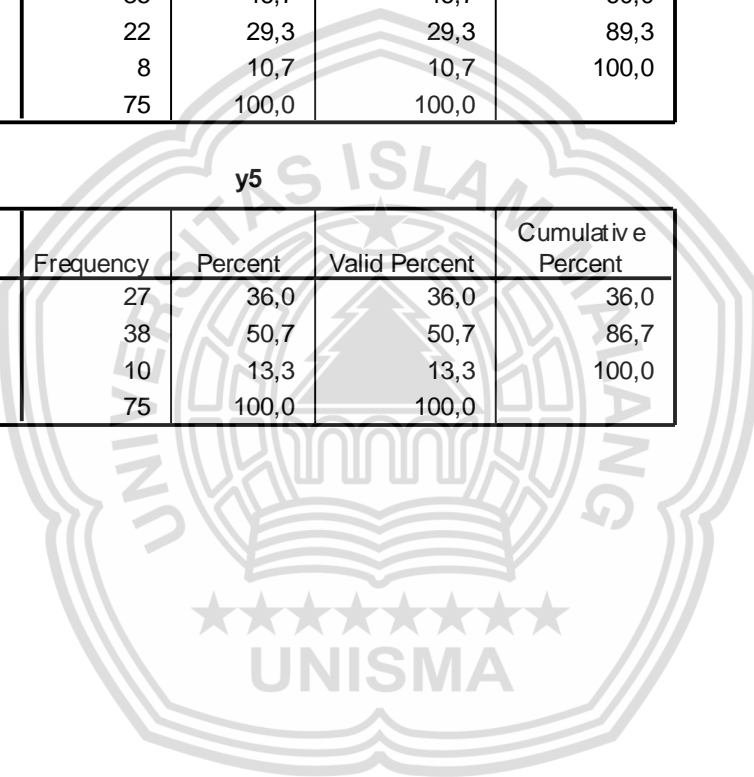 22 29,3 29,3 89,3
8 10,7 10,7 100,0
75 100,0 100,0
y5
Frequency Percent Valid Percent Cumulativ e Percent
27 36,0 36,0 36,0
38 50,7 50,7 86,7
10 13,3 13,3 100,0
75 100,0 100,0
UNIVERSITAS ISLAM MALANG
UNISMA